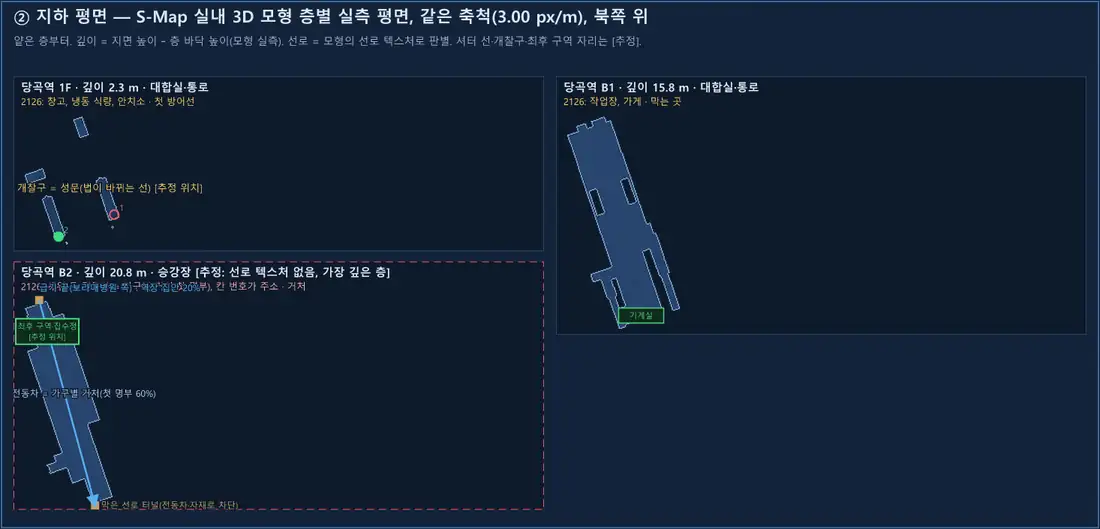 ② 지하 평면 — S-Map 실내 3D 모형 층별 실측 평면, 같은 축척(3.00 px/m), 북쪽 위
얕은 층부터. 깊이 = 지면 높이 − 층 바닥 높이(모형 실측). 선로 = 모형의 선로 텍스처로 판별. 셔터 선·개찰구·최후 구역 자리는 [추정].
당곡역 1F · 깊이 2.3 m · 대합실·통로
2126: 창고, 냉동 식량, 안치소 · 첫 방어선
개찰구 = 성문(법이 바뀌는 선) [추정 위치]
1
2
당곡역 B1 · 깊이 15.8 m · 대합실·통로
2126: 작업장, 가게 · 막는 곳
기계실
당곡역 B2 · 깊이 20.8 m · 승강장 [추정: 선로 텍스처 없음, 가장 깊은 층]
2126: 명부), 칸 번호가 주소 · 거처
최후 구역·집수정
[추정 위치]
전동차 = 가구별 거처(첫 명부 60%)
막은 선로 터널(전동차·자재로 차단)